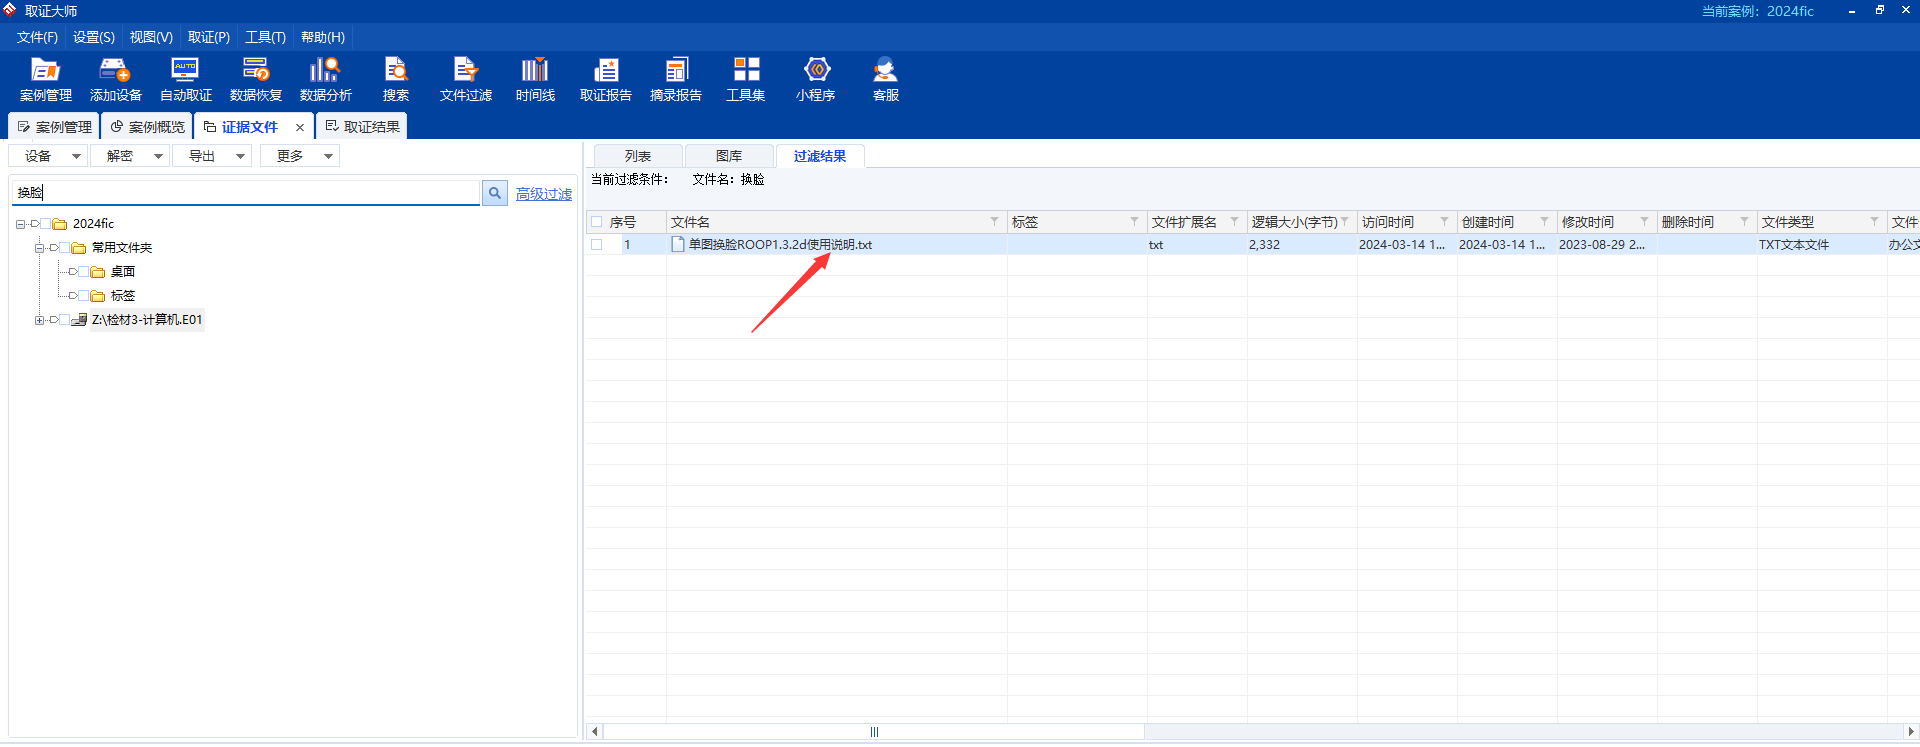 取证大师
当前案例：2024fic
文件(F) 设置(S) 视图(V) 取证(P) 工具(T) 帮助(H)
AUTO
案例管理 添加设备 自动取证 数据恢复 数据分析 搜索 文件过滤 时间线 取证报告 摘录报告 工具集 小程序 客服
案例管理 案例概览 证据文件 取证结果
设备 解密 导出 更多
列表 图库 过滤结果
当前过滤条件： 文件名：换脸
换脸 高级过滤
序号 文件名 标签 文件扩展名 逻辑大小(字节) 访问时间 创建时间 修改时间 删除时间 文件类型 文件
1 单图换脸ROOP1.3.2d使用说明.txt txt 2,332 2024-03-14 1... 2024-03-14 1... 2023-08-29 2... TXT文本文件 办公文
2024fic
常用文件夹
桌面
标签
Z:\检材3-计算机.E01